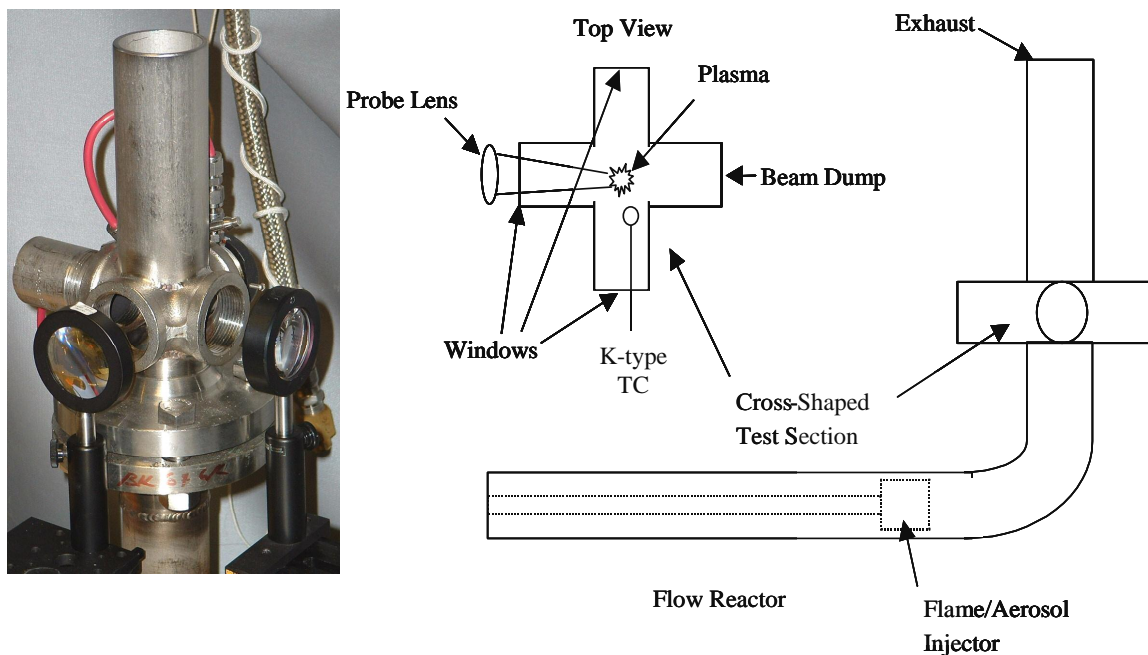 Exhaust
Top View
Plasma
Probe Lens
Beam Dump
Windows
K-type
TC
Cross-Shaped
Test Section
Flow Reactor
Flame/Aerosol
Injector